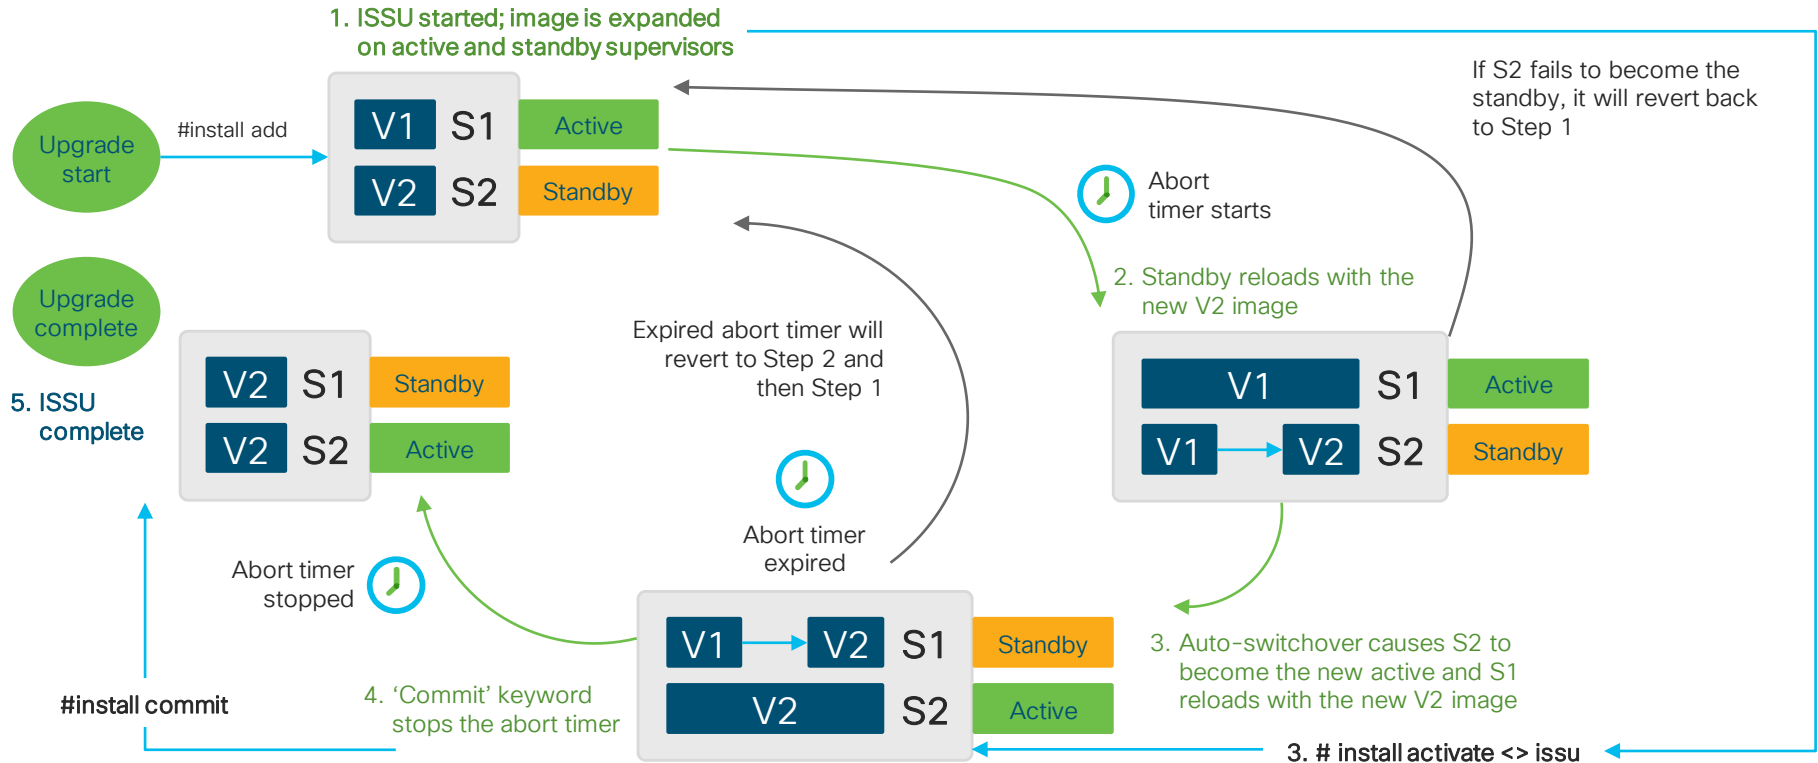 1. ISSU started; image is expanded
on active and standby supervisors
If S2 fails to become the
standby, it will revert back
to Step 1
Upgrade
start
#install add
V1 S1 Active
V2 S2 Standby
Abort
timer starts
2. Standby reloads with the
new V2 image
Upgrade
complete
5. ISSU
complete
V2 S1 Standby
V2 S2 Active
Expired abort timer will
revert to Step 2 and
then Step 1
V1 S1 Active
V1 V2 S2 Standby
Abort timer
expired
Abort timer
stopped
V1 V2 S1 Standby
V2 S2 Active
3. Auto-switchover causes S2 to
become the new active and S1
reloads with the new V2 image
4. ‘Commit’ keyword
stops the abort timer
#install commit
3. # install activate <> issu